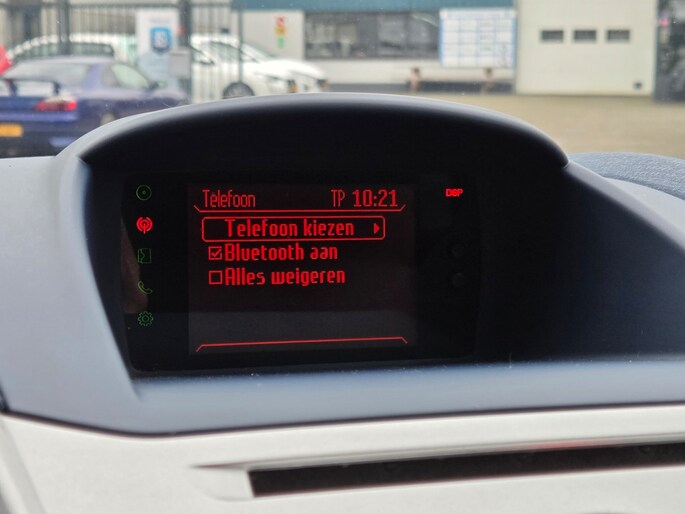 Telefoon TP 10:21 DSP
Telefoon kiezen
Bluetooth aan
Alles weigeren